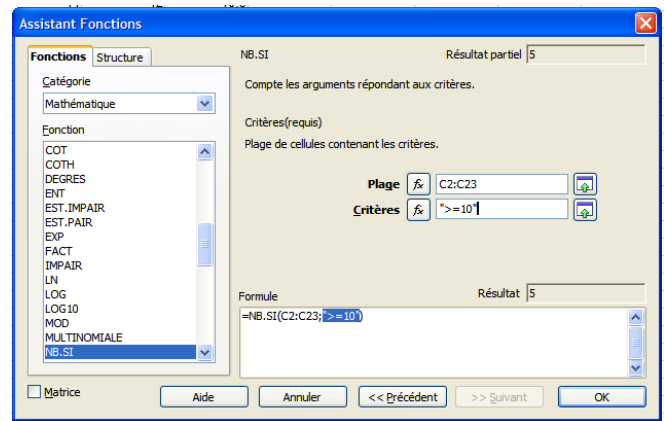 Assistant Fonctions
Fonctions Structure
NB.SI
Résultat partiel 5
Catégorie
Compte les arguments répondant aux critères.
Mathématique
Fonction
Critères(requis)
Plage de cellules contenant les critères.
COT
COTH
DEGRES
ENT
EST.IMPAIR
EST.PAIR
EXP
FACT
IMPAIR
LN
LOG
LOG10
MOD
MULTINOMIALE
NB.SI
Plage fx C2:C23
Critères fx ">=10"
Formule
Résultat 5
=NB.SI(C2:C23;">=10")
Matrice
Aide
Annuler
<< Précédent
>> Suivant
OK